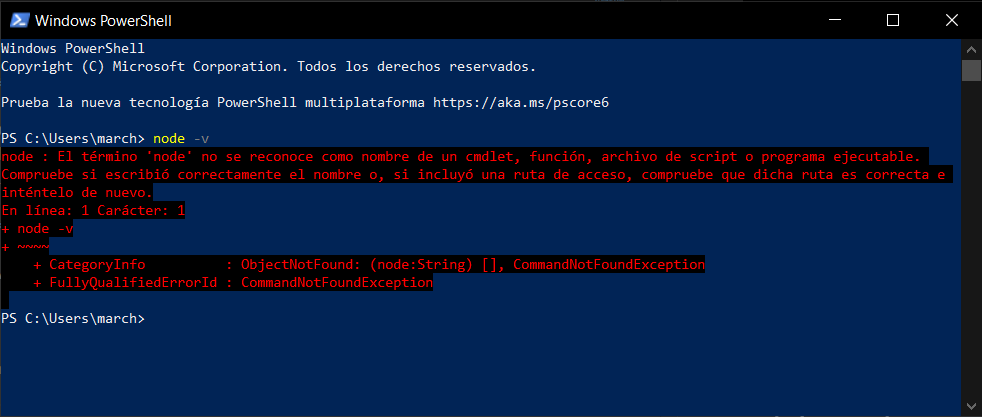 Windows PowerShell
Windows PowerShell
Copyright (C) Microsoft Corporation. Todos los derechos reservados.
Prueba la nueva tecnología PowerShell multiplataforma https://aka.ms/pscore6
PS C:\Users\march> node -v
node : El término 'node' no se reconoce como nombre de un cmdlet, función, archivo de script o programa ejecutable.
Compruebe si escribió correctamente el nombre o, si incluyó una ruta de acceso, compruebe que dicha ruta es correcta e
inténtelo de nuevo.
En línea: 1 Carácter: 1
+ node -v
+ ~~~~
    + CategoryInfo          : ObjectNotFound: (node:String) [], CommandNotFoundException
    + FullyQualifiedErrorId : CommandNotFoundException
PS C:\Users\march>